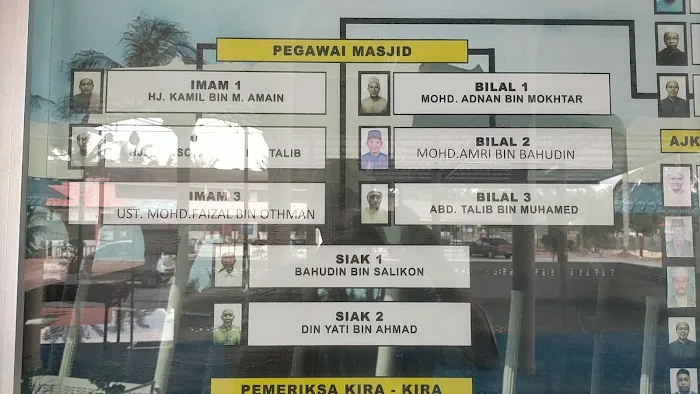 PEGAWAI MASJID
IMAM 1
HJ. KAMIL BIN M. AMAIN
BILAL 1
MOHD. ADNAN BIN MOKHTAR
TALIB
BILAL 2
MOHD.AMRI BIN BAHUDIN
IMAM 3
UST. MOHD.FAIZAL BIN OTHMAN
BILAL 3
ABD. TALIB BIN MUHAMED
SIAK 1
BAHUDIN BIN SALIKON
SIAK 2
DIN YATI BIN AHMAD
PEMERIKSA KIRA - KIRA
AJK